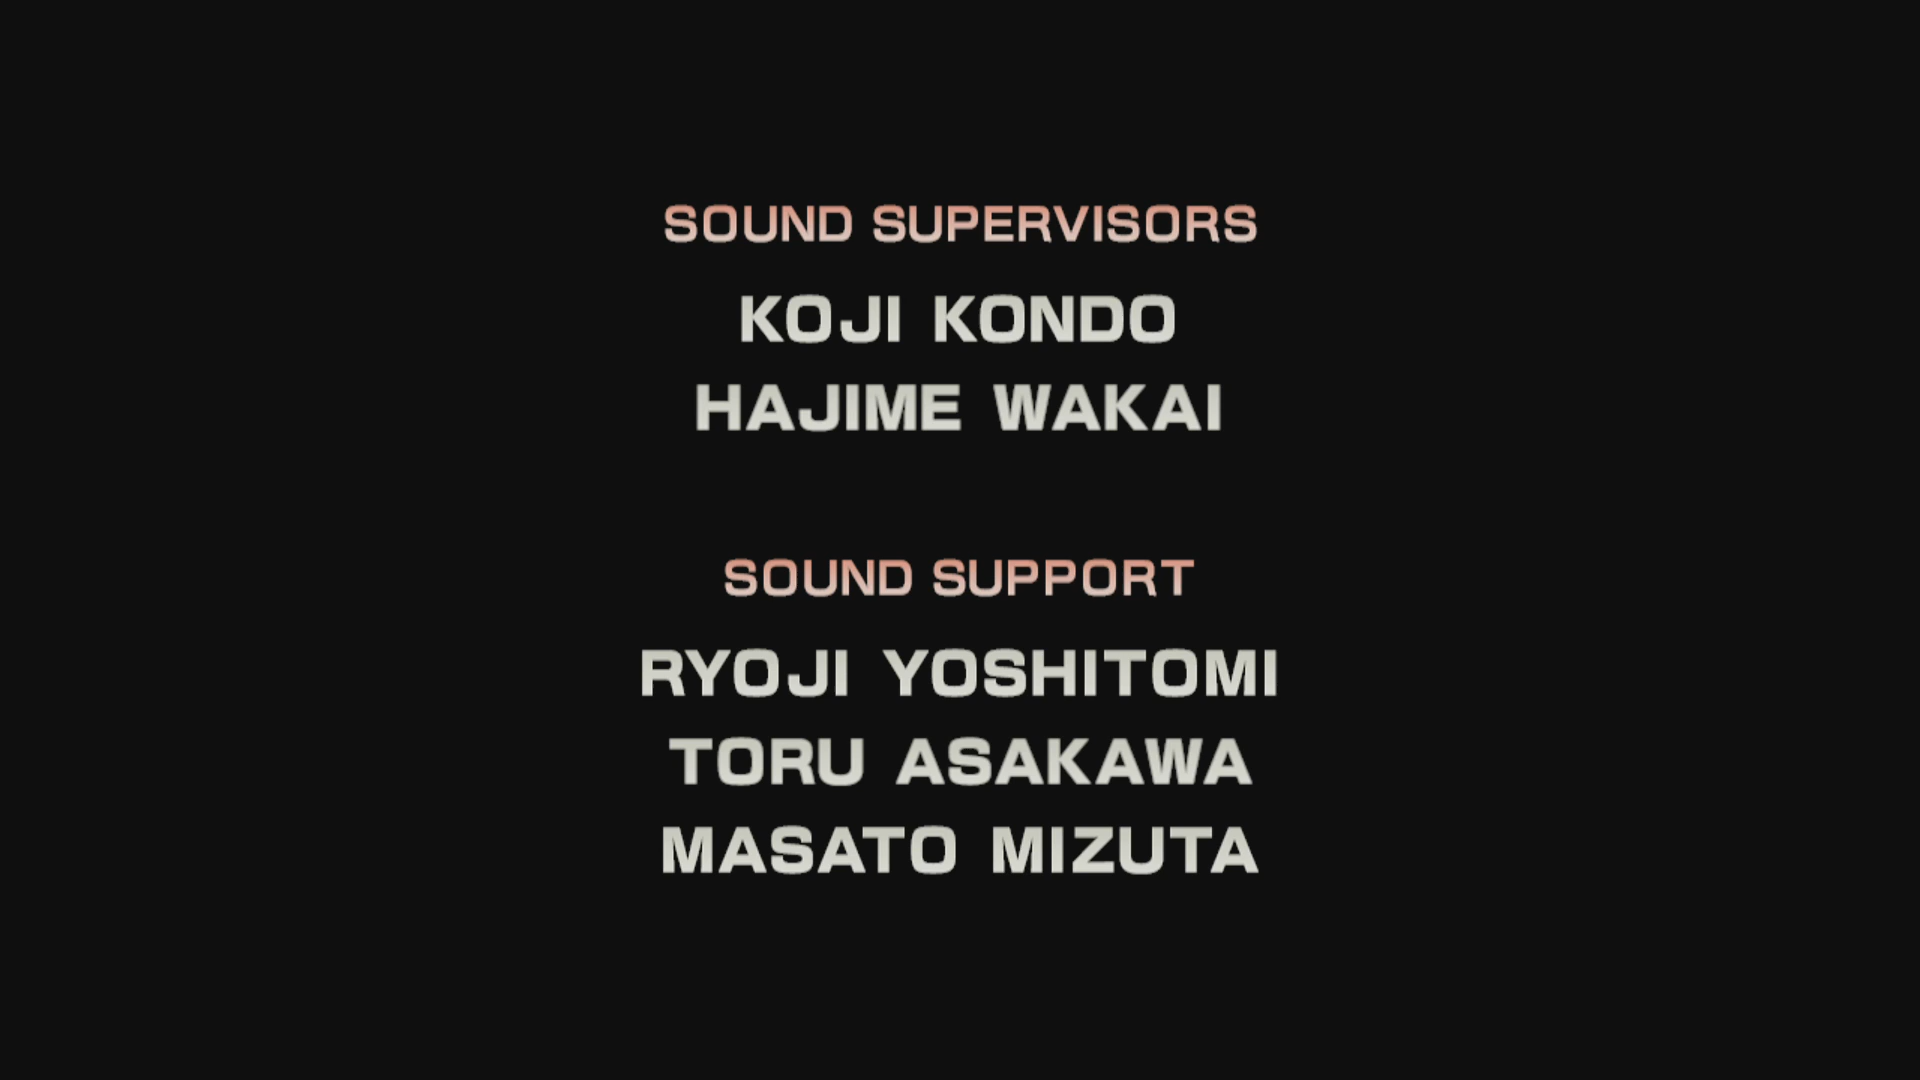 SOUND SUPERVISORS
KOJI KONDO
HAJIME WAKAI
SOUND SUPPORT
RYOJI YOSHITOMI
TORU ASAKAWA
MASATO MIZUTA